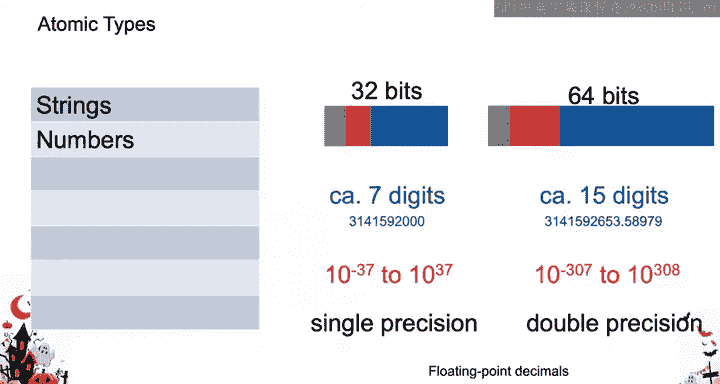 Atomic Types
Strings
Numbers
32 bits
64 bits
ca. 7 digits
ca. 15 digits
3141592000
3141592653.58979
10-37 to 1037
10-307 to 10308
single precision
double precision
Floating-point decimals